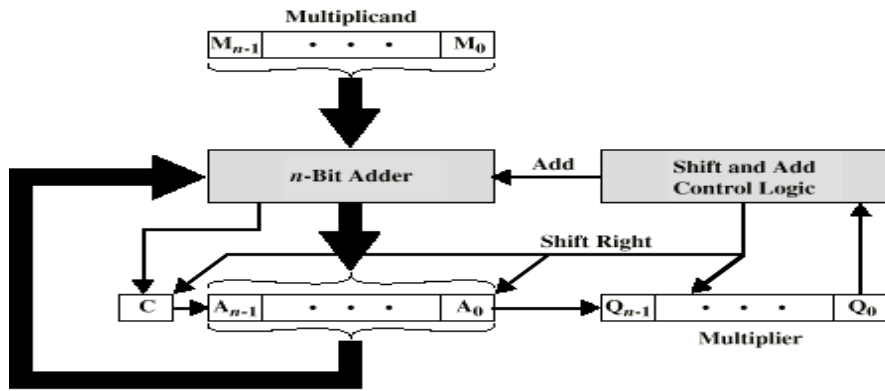 Multiplicand
Mn-1 • • • M0
n-Bit Adder
Add
Shift and Add
Control Logic
Shift Right
C
An-1 • • • A0
Qn-1 • • • Q0
Multiplier